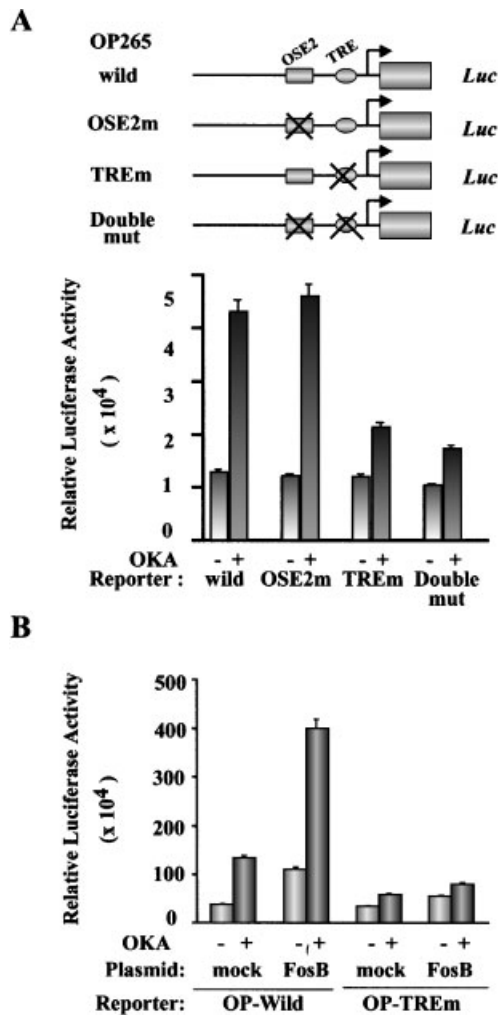 A
OP265
OSE2 TRE
wild Luc
OSE2m Luc
TREm Luc
Double mut Luc
Relative Luciferase Activity
( x 10⁴ )
5
4
3
2
1
0
OKA - + - + - + - +
Reporter : wild OSE2m TREm Double mut
B
Relative Luciferase Activity
(x 10⁴)
500
400
300
200
100
0
OKA - + - + - + - +
Plasmid: mock FosB mock FosB
Reporter: OP-Wild OP-TREm